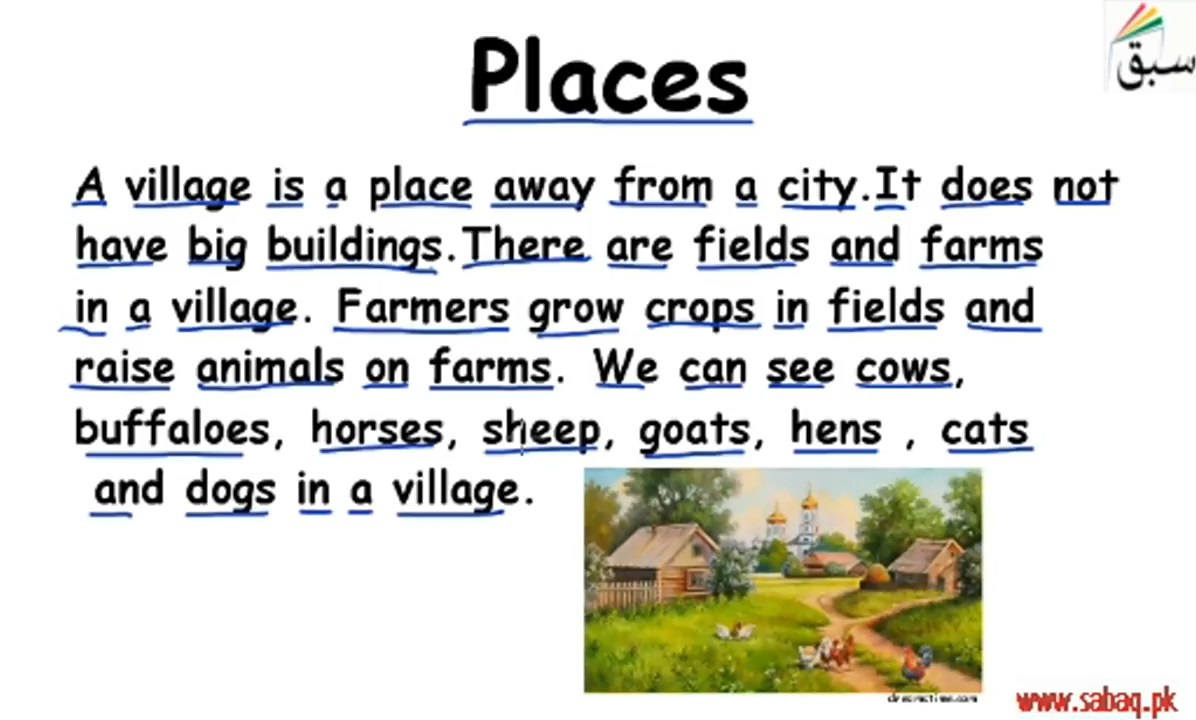 Places
سبق
A village is a place away from a city.It does not
have big buildings.There are fields and farms
in a village. Farmers grow crops in fields and
raise animals on farms. We can see cows,
buffaloes, horses, sheep, goats, hens , cats
and dogs in a village.
dreamstime.com
www.sabaq.pk